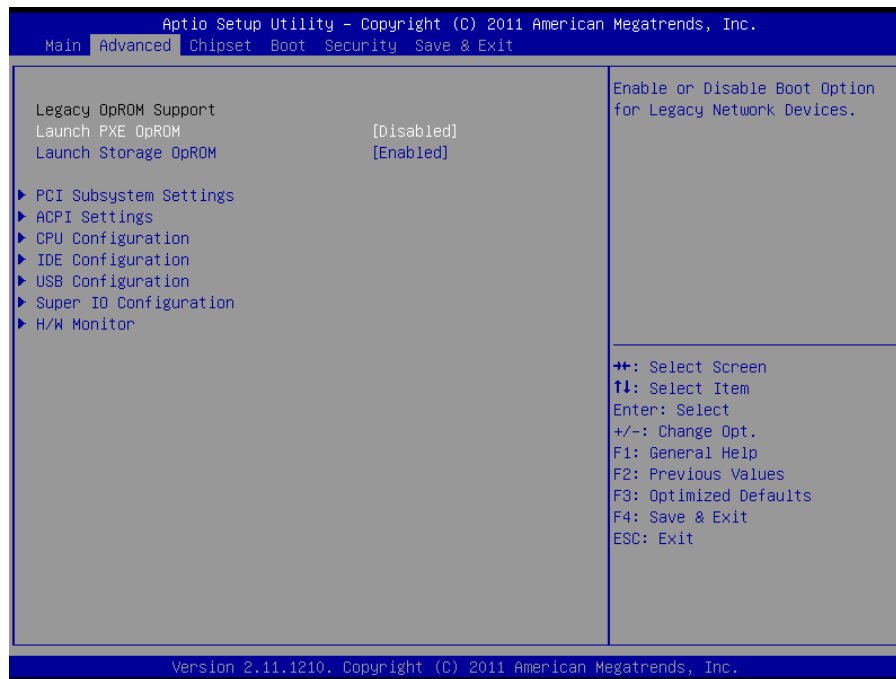 Aptio Setup Utility – Copyright (C) 2011 American Megatrends, Inc.
Main Advanced Chipset Boot Security Save & Exit
Legacy OpROM Support
Launch PXE OpROM [Disabled]
Launch Storage OpROM [Enabled]
PCI Subsystem Settings
ACPI Settings
CPU Configuration
IDE Configuration
USB Configuration
Super IO Configuration
H/W Monitor
Enable or Disable Boot Option
for Legacy Network Devices.
→←: Select Screen
↑↓: Select Item
Enter: Select
+/-: Change Opt.
F1: General Help
F2: Previous Values
F3: Optimized Defaults
F4: Save & Exit
ESC: Exit
Version 2.11.1210. Copyright (C) 2011 American Megatrends, Inc.